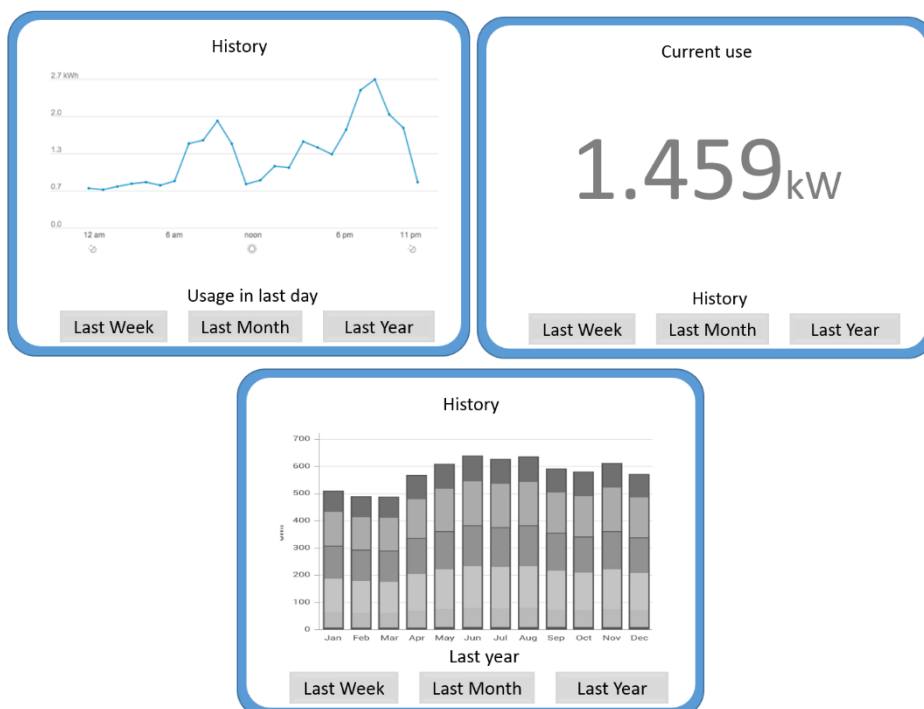 History
2.7 kWh
2.0
1.3
0.7
0.0
12 am 6 am noon 6 pm 11 pm
Usage in last day
Last Week Last Month Last Year
Current use
1.459kW
History
Last Week Last Month Last Year
History
700
600
500
400
300
200
100
0
Jan Feb Mar Apr May Jun Jul Aug Sep Oct Nov Dec
Last year
Last Week Last Month Last Year